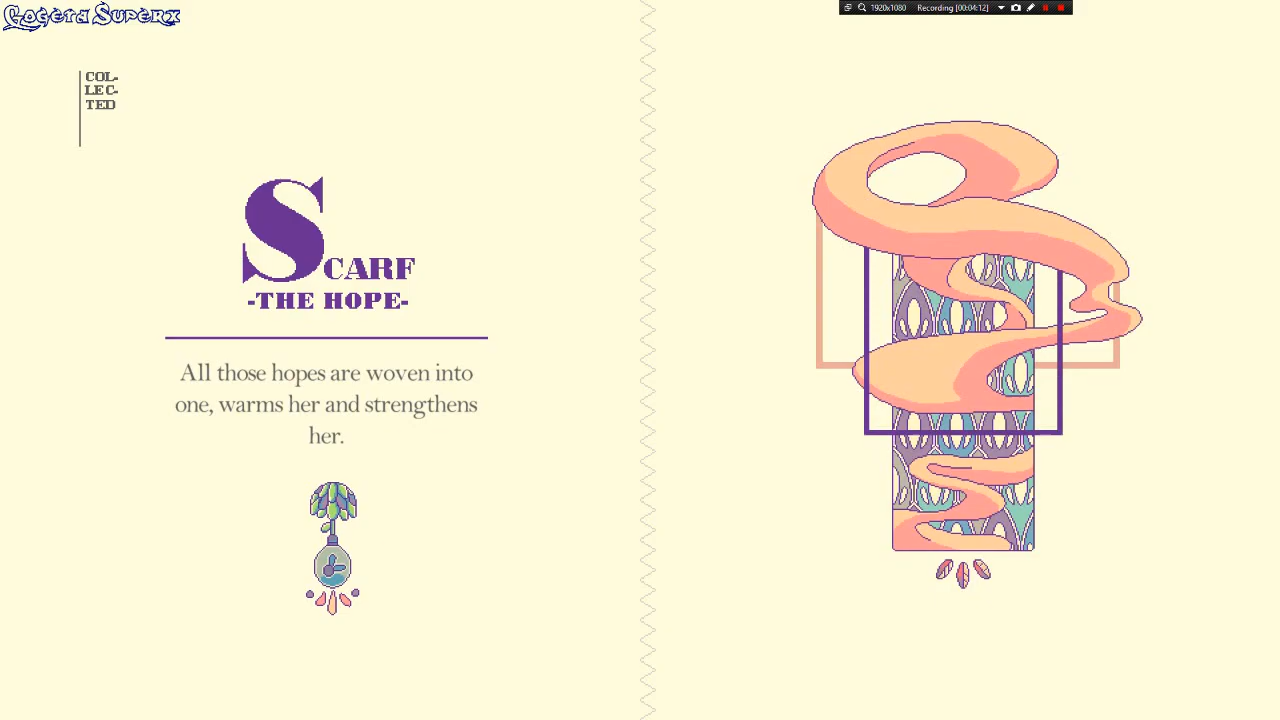 Rogeta Superx
1920x1080 Recording [00:04:12]
COL-
LEC-
TED
SCARF
-THE HOPE-
All those hopes are woven into
one, warms her and strengthens
her.